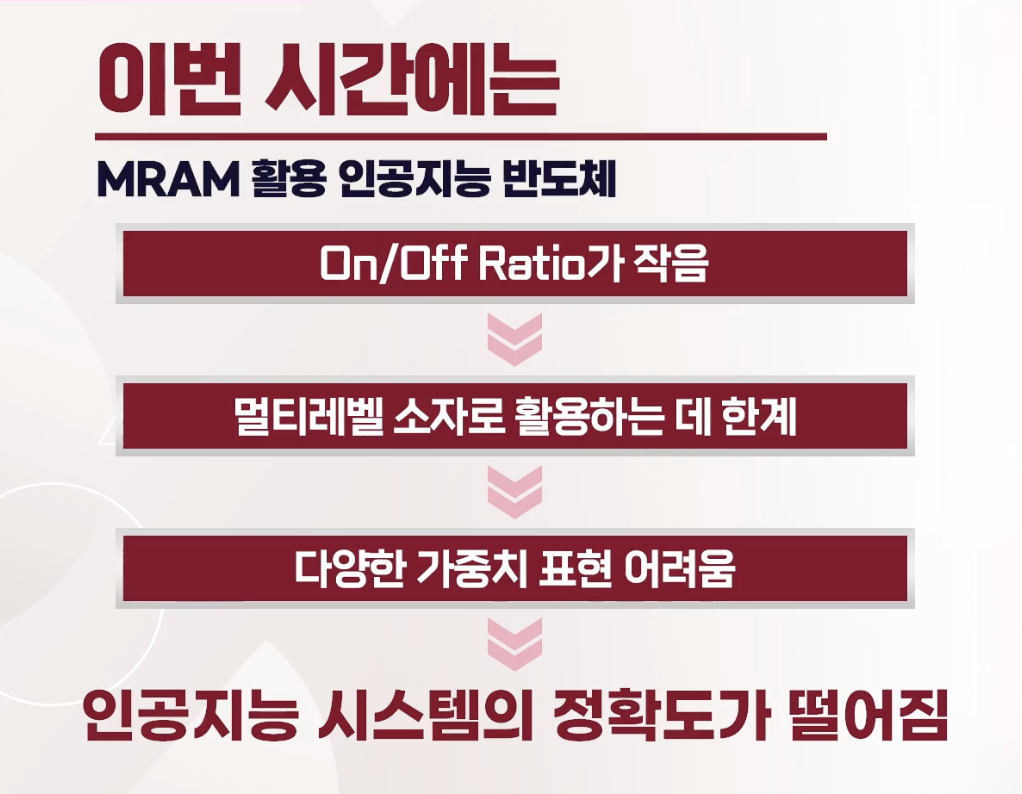 이번 시간에는
MRAM 활용 인공지능 반도체
On/Off Ratio가 작음
멀티레벨 소자로 활용하는 데 한계
다양한 가중치 표현 어려움
인공지능 시스템의 정확도가 떨어짐